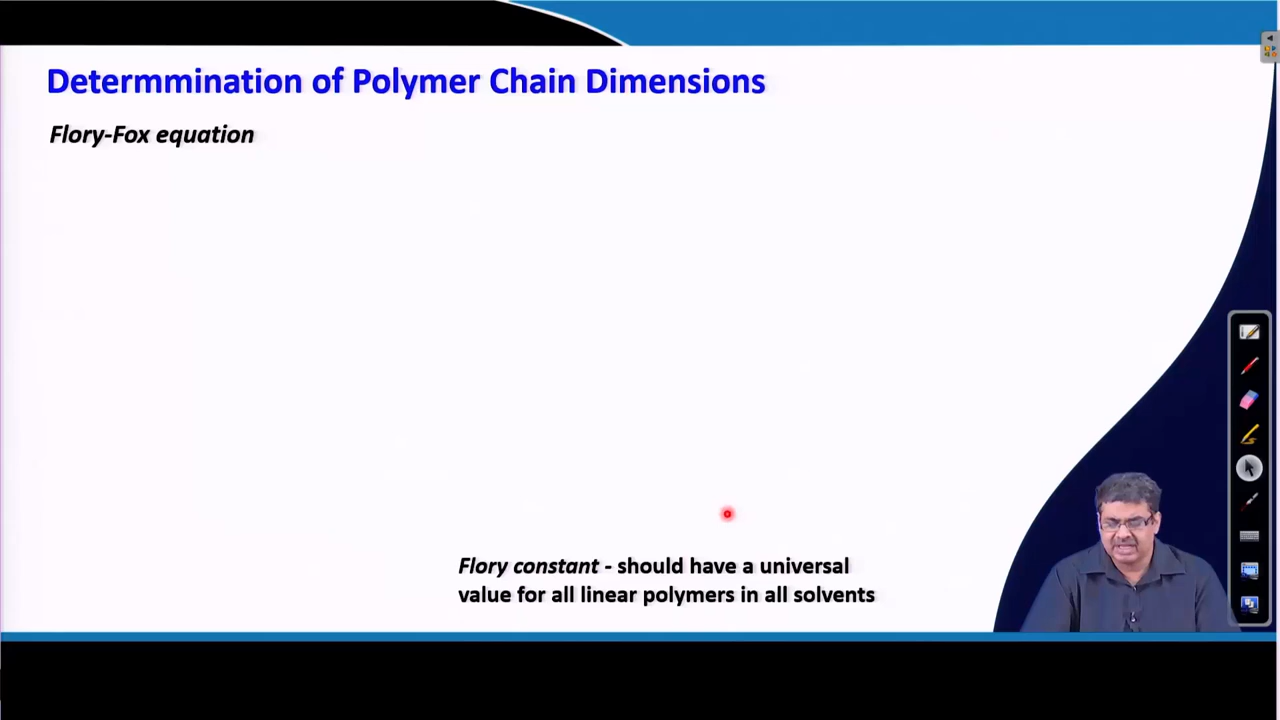 Determmination of Polymer Chain Dimensions
Flory-Fox equation
Flory constant - should have a universal
value for all linear polymers in all solvents